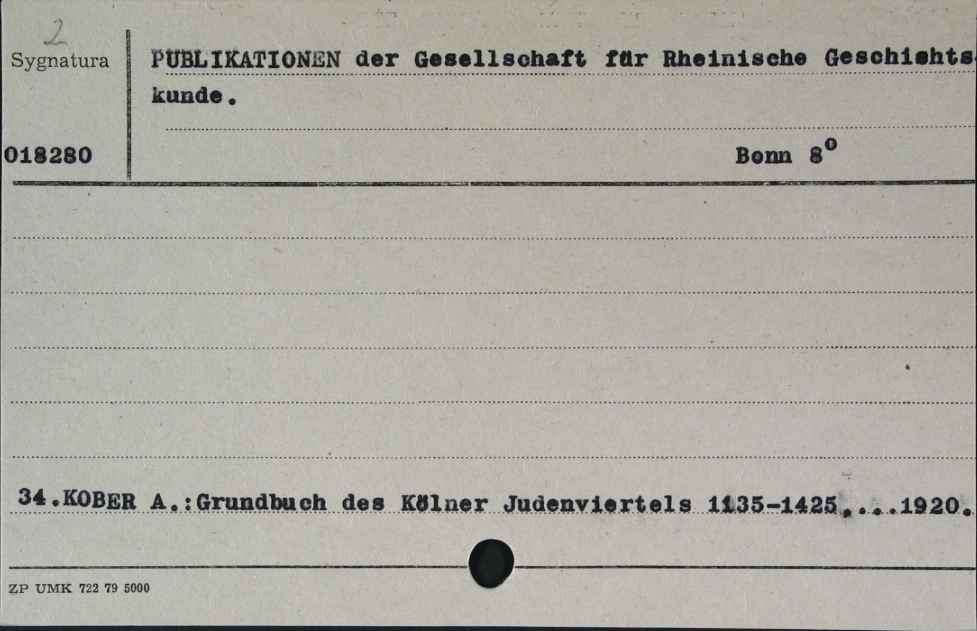 2
Sygnatura
PUBLIKATIONEN der Gesellschaft für Rheinische Geschishts-
kunde.
018280
Bonn 8°
34.KOBER A.:Grundbuch des Kölner Judenviertels 1135-1425....1920.
ZP UMK 722 79 5000